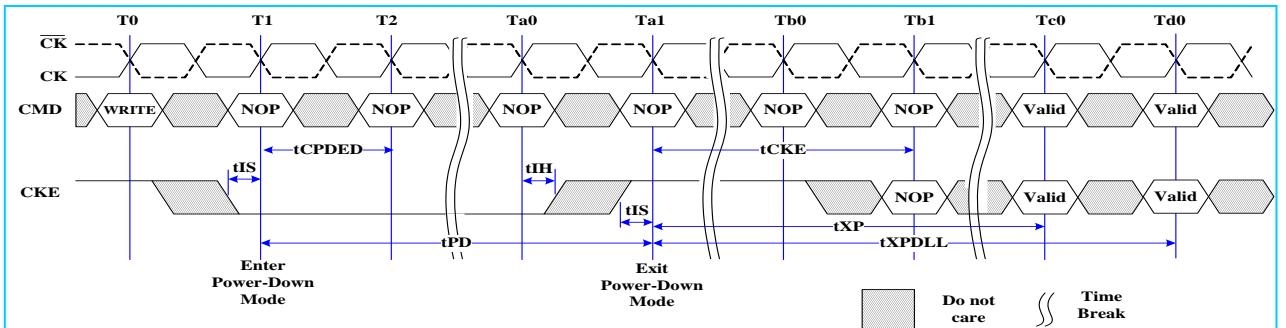 T0 T1 T2 Ta0 Ta1 Tb0 Tb1 Tc0 Td0
CK
CK
CMD WRITE NOP NOP NOP NOP NOP NOP Valid Valid
tCPDED tCKE
tIS tIH
CKE NOP Valid Valid
tIS
tXP
tPD tXPDLL
Enter
Power-Down
Mode
Exit
Power-Down
Mode
Do not
care
Time
Break